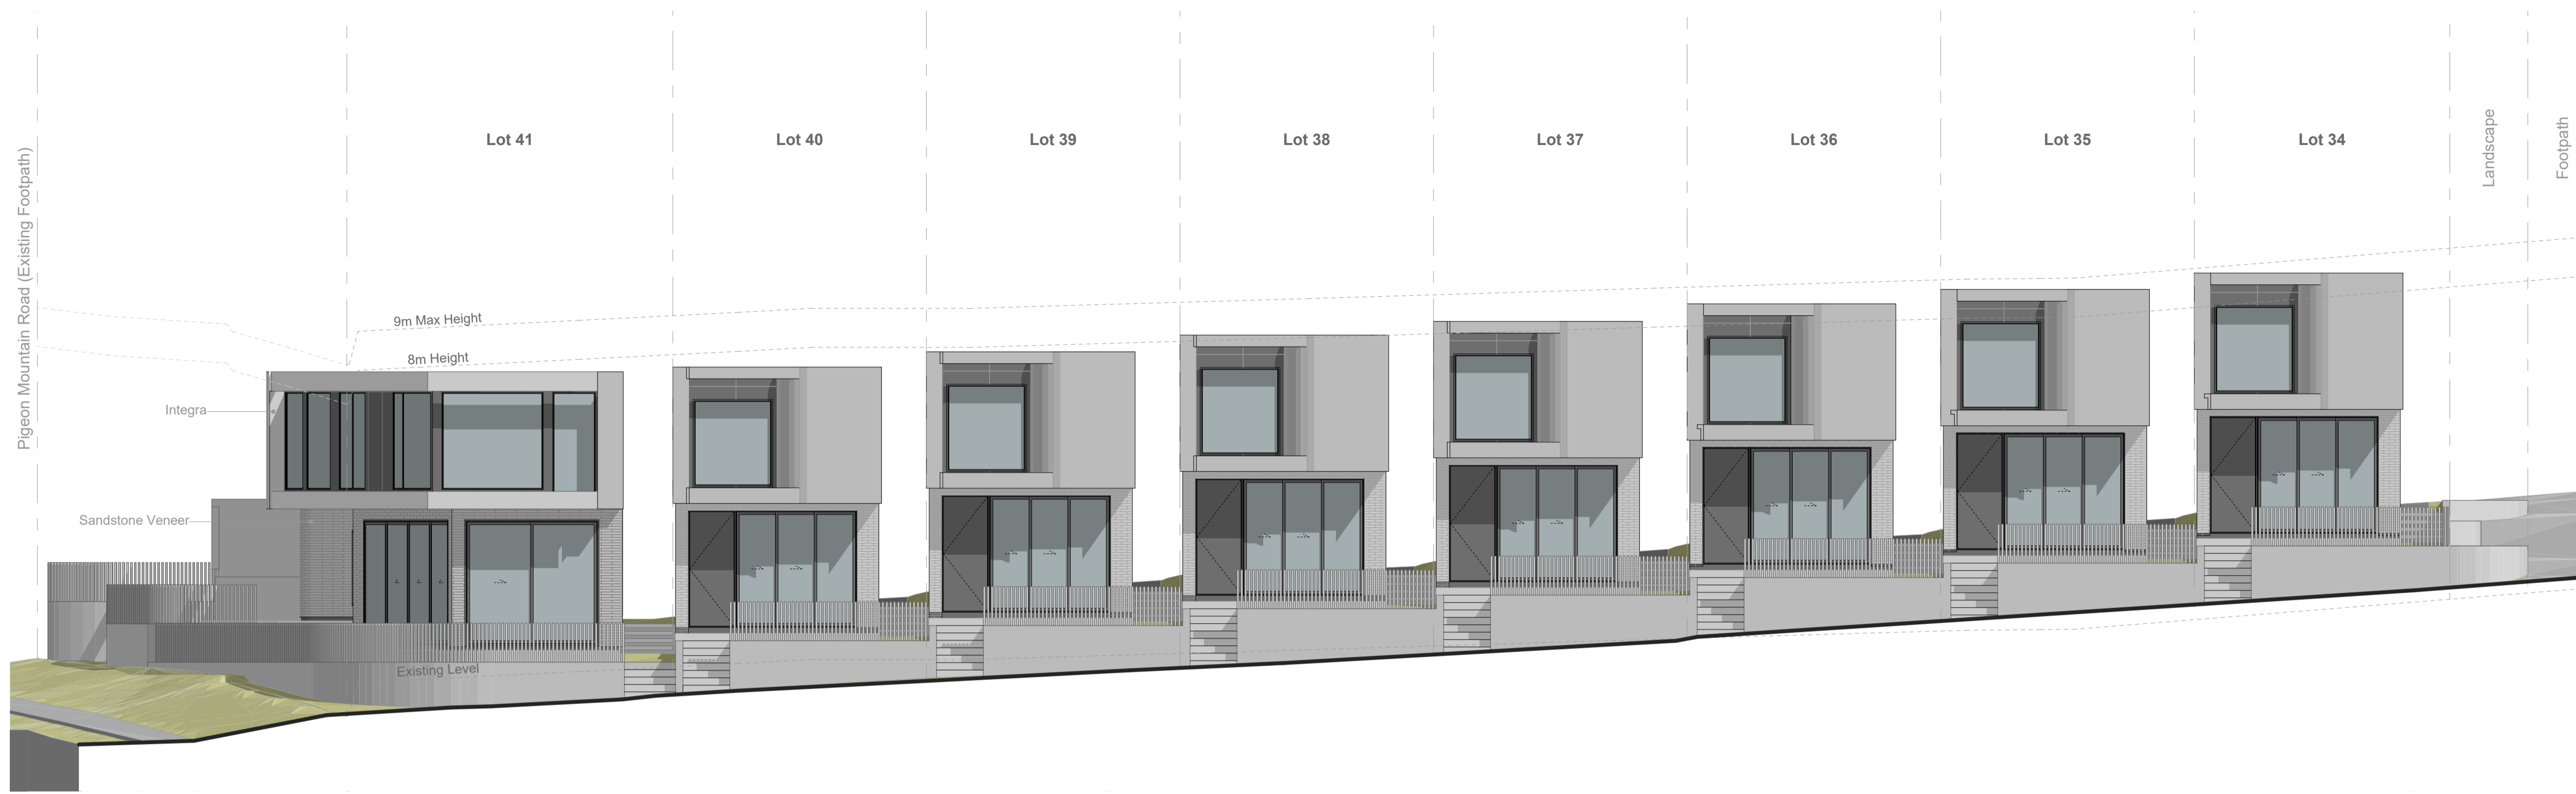 Pigeon Mountain Road (Existing Footpath)
Lot 41
Lot 40
Lot 39
Lot 38
Lot 37
Lot 36
Lot 35
Lot 34
Landscape
Footpath
9m Max Height
8m Height
Integra
Sandstone Veneer
Existing Level